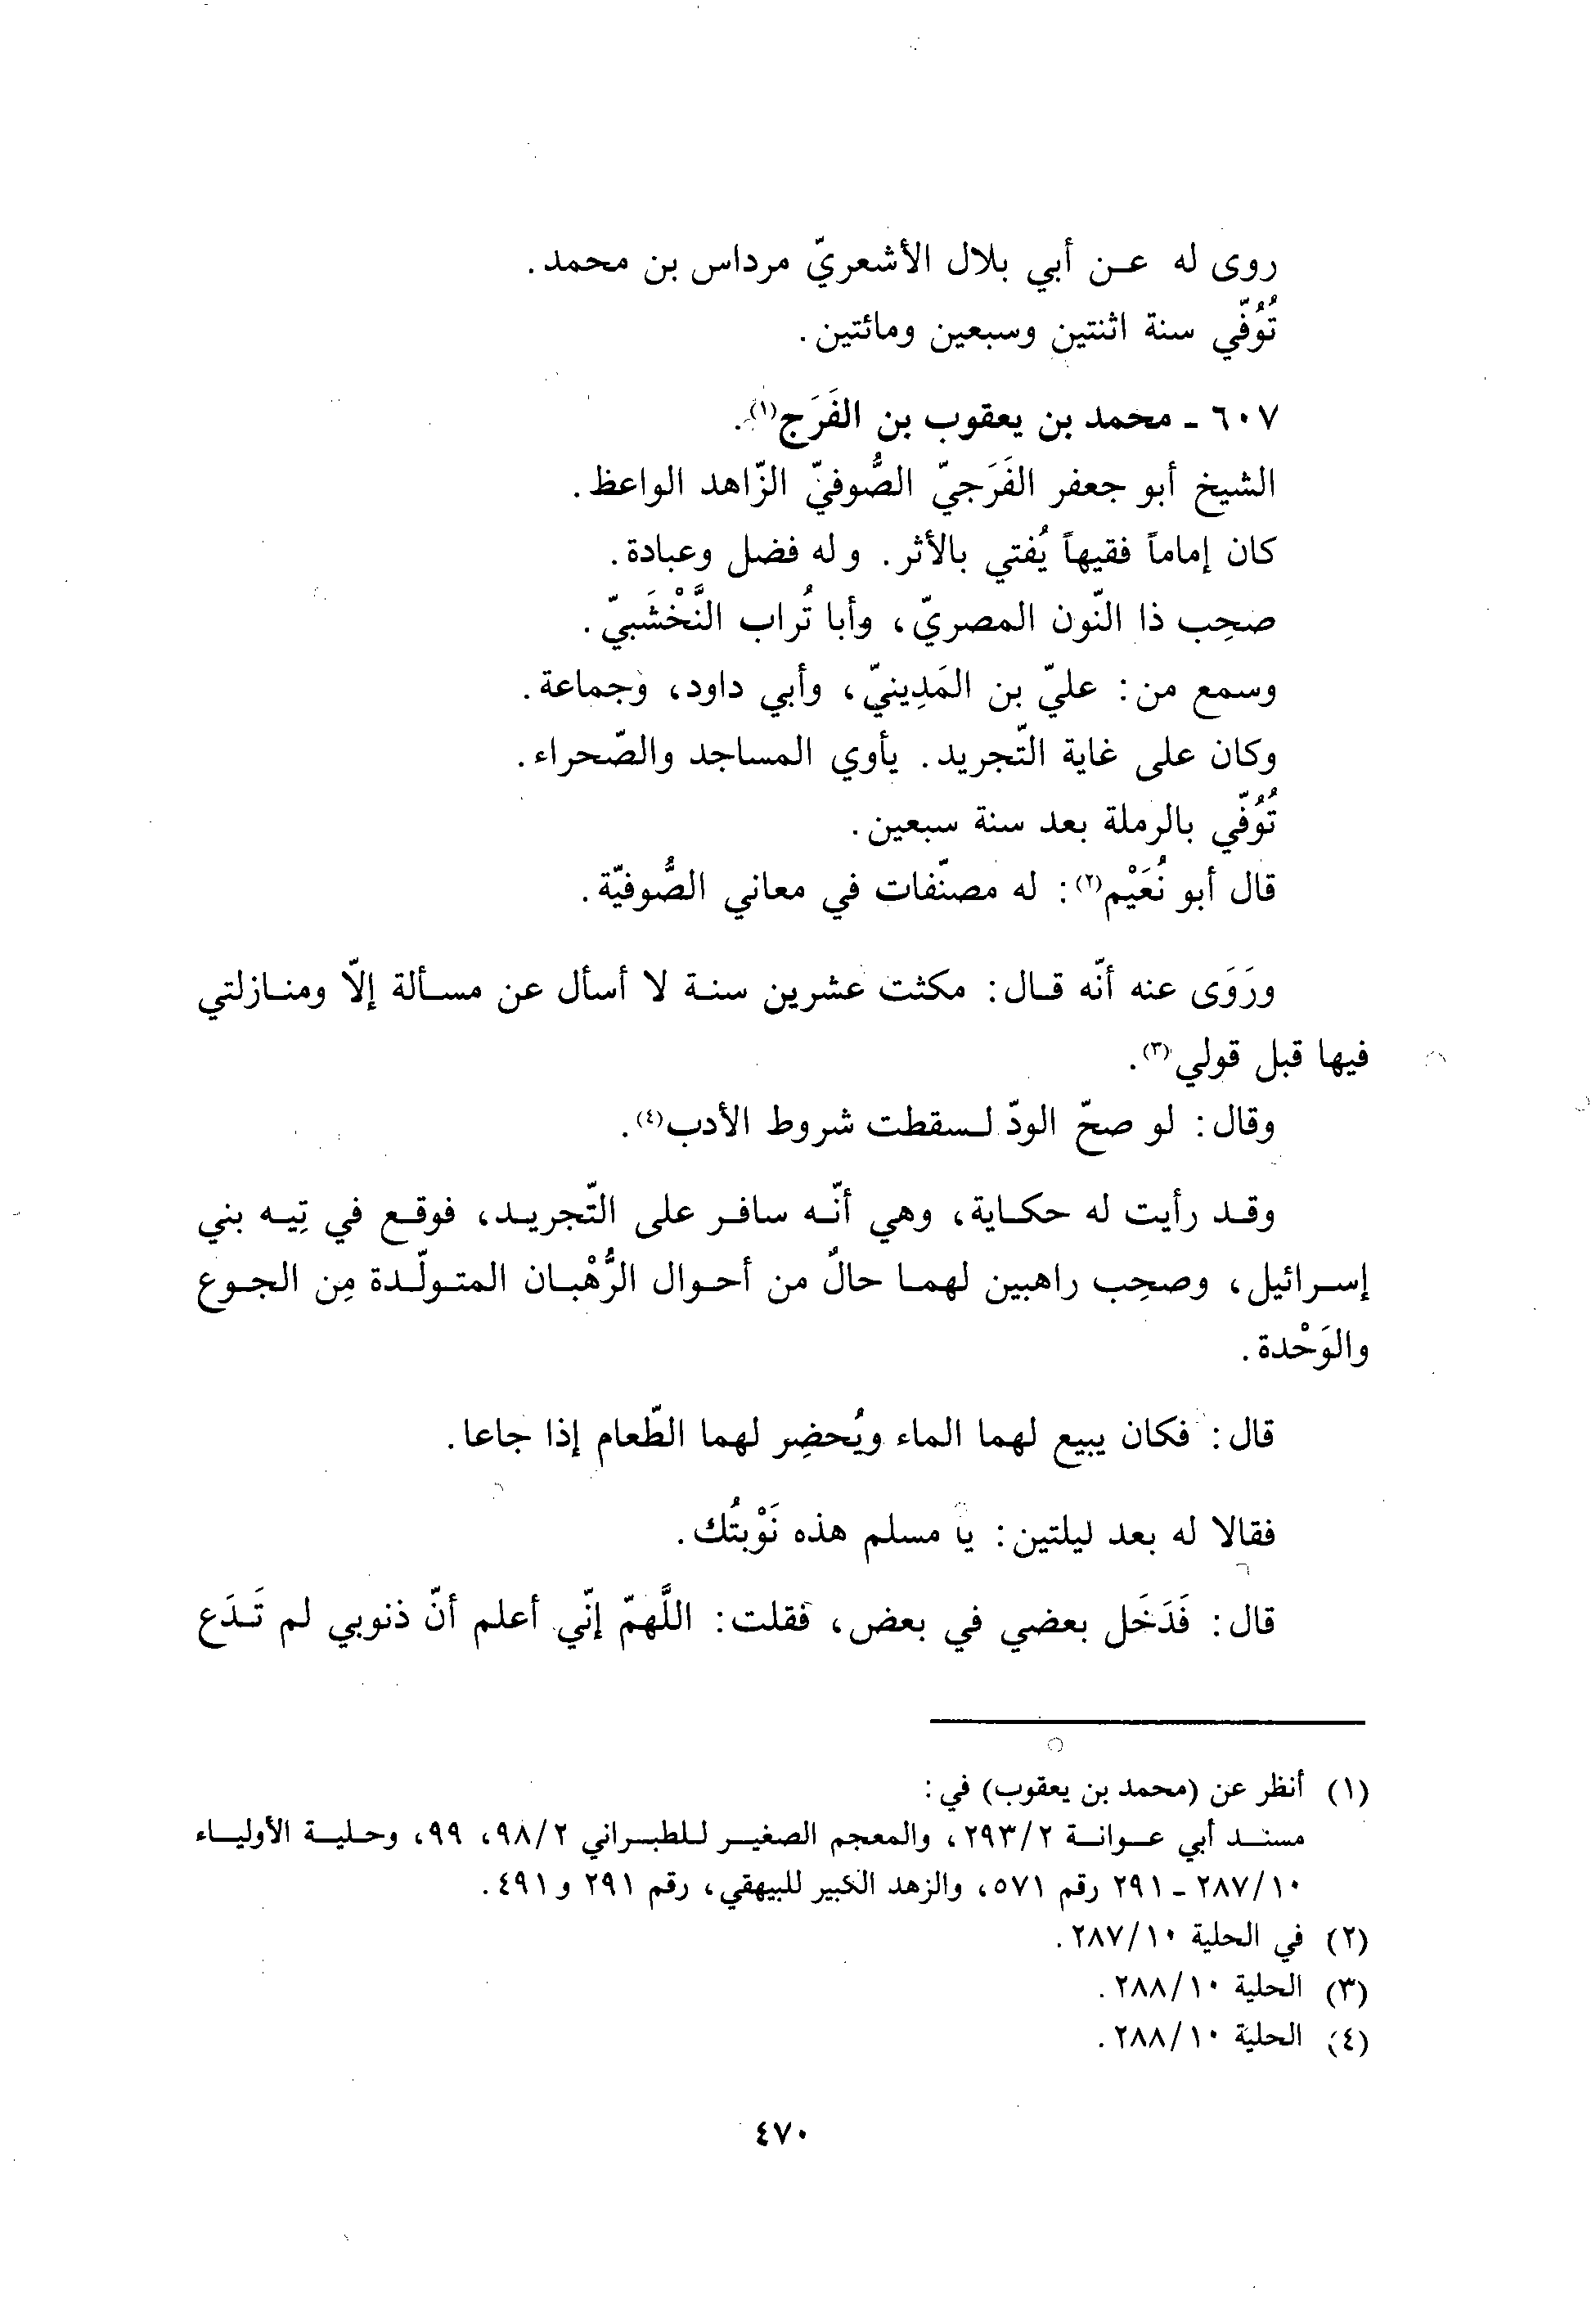 روى له عن أبي بلال الأشعريّ مرداس بن محمد.
تُوُفّي سنة اثنتين وسبعين ومائتين.
٦٠٧ - محمد بن يعقوب بن الفَرَج(١).
الشيخ أبو جعفر الفَرَجيّ الصُّوفيّ الزّاهد الواعظ.
كان إماماً فقيهاً يُفتي بالأثر. وله فضل وعبادة.
صحِب ذا النّون المصريّ، وأبا تُراب النَّخْشَبيّ.
وسمع من: عليّ بن المَدِينيّ، وأبي داود، وجماعة.
وكان على غاية التّجريد. يأوي المساجد والصّحراء.
تُوُفّي بالرملة بعد سنة سبعين.
قال أبو نُعَيْم(٢): له مصنّفات في معاني الصُّوفيّة.
ورَوَى عنه أنّه قال: مكثت عشرين سنة لا أسأل عن مسألة إلّا ومنازلتي
فيها قبل قولي(٣).
وقال: لو صحّ الودّ لسقطت شروط الأدب(٤).
وقد رأيت له حكاية، وهي أنّه سافر على التّجريد، فوقع في تِيه بني
إسرائيل، وصحِب راهبين لهما حالٌ من أحوال الرُّهْبان المتولّدة مِن الجوع
والوَحْدة.
قال: فكان يبيع لهما الماء ويُحضِر لهما الطّعام إذا جاعا.
فقالا له بعد ليلتين: يا مسلم هذه نَوْبتُك.
قال: فَدَخَل بعضي في بعض، فقلت: اللَّهمّ إنّي أعلم أنّ ذنوبي لم تَدَع
(١) أنظر عن (محمد بن يعقوب) في:
مسند أبي عوانة ٢/٢٩٣، والمعجم الصغير للطبراني ٢/٩٨، ٩٩، وحلية الأولياء
١٠/٢٨٧ - ٢٩١ رقم ٥٧١، والزهد الكبير للبيهقي، رقم ٢٩١ و٤٩١.
(٢) في الحلية ١٠/٢٨٧.
(٣) الحلية ١٠/٢٨٨.
(٤) الحلية ١٠/٢٨٨.
٤٧٠